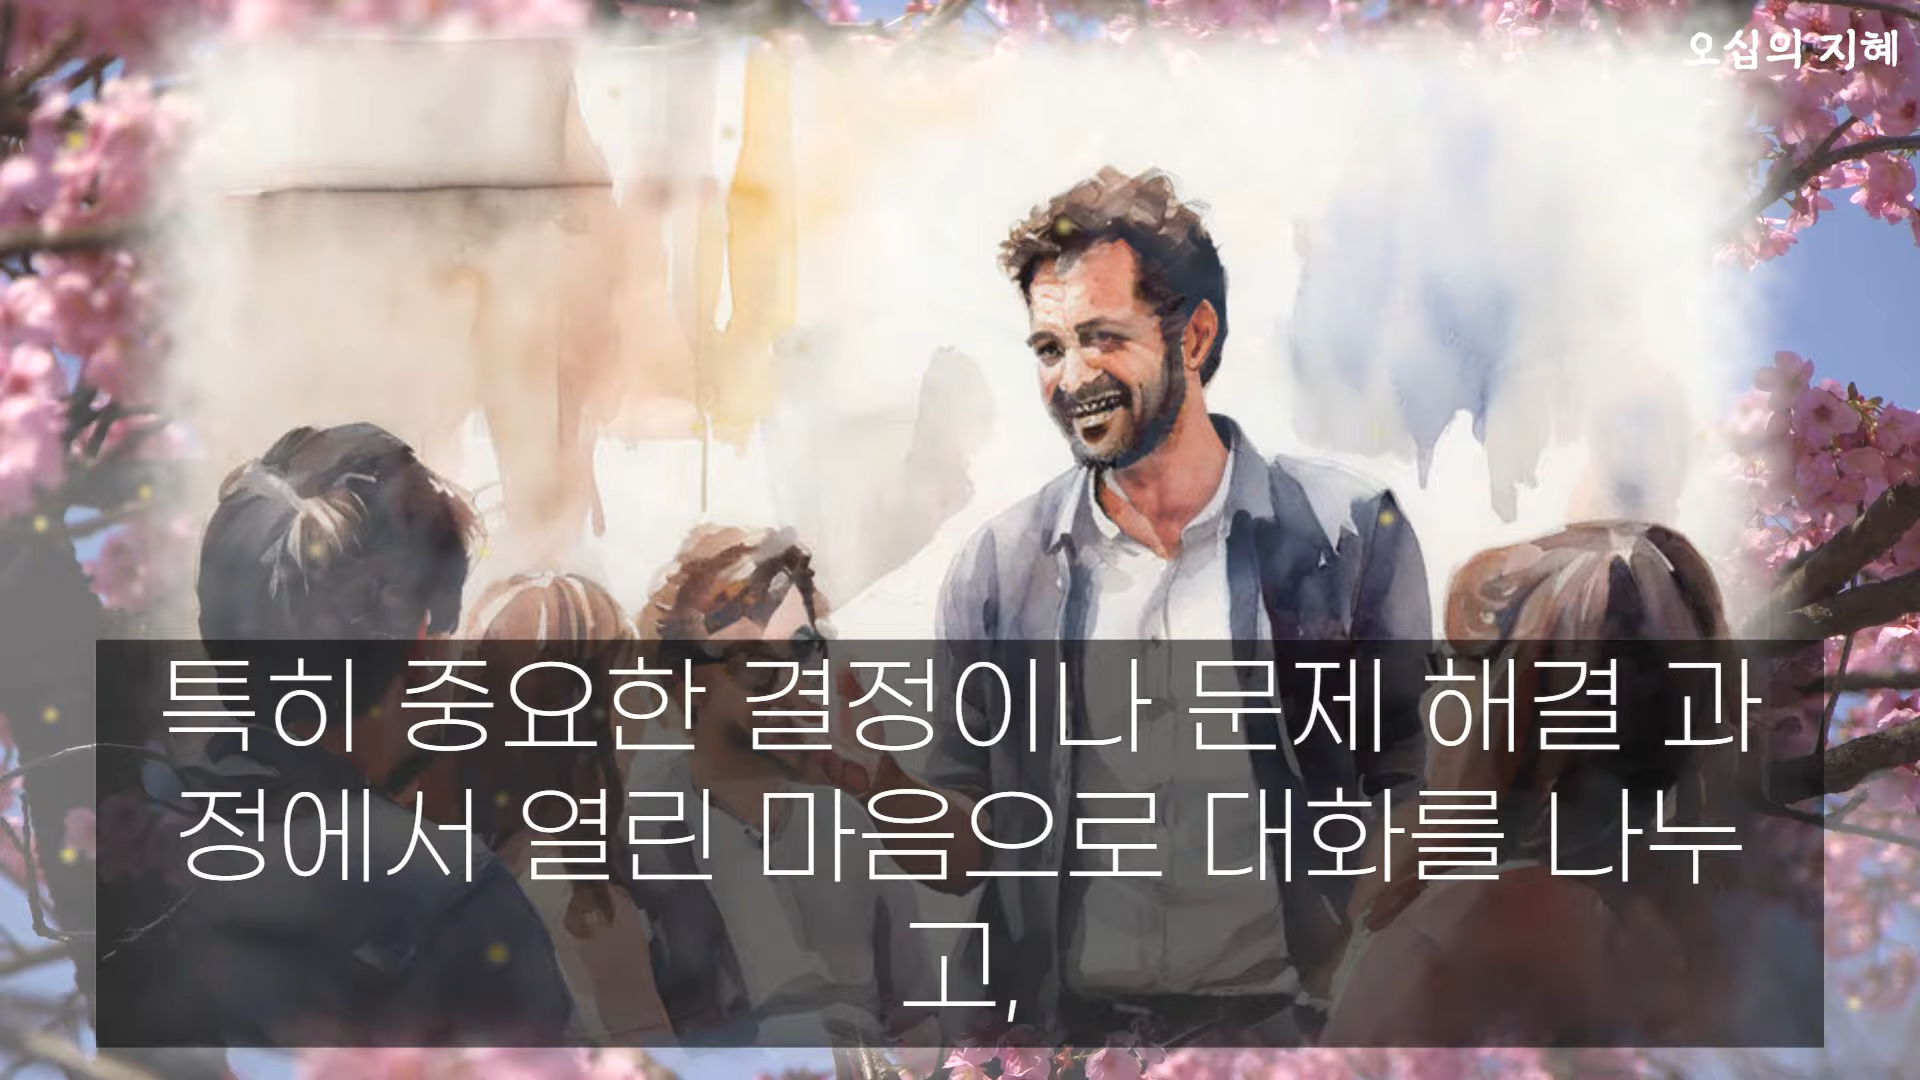 오십의 지혜
특히 중요한 결정이나 문제 해결 과
정에서 열린 마음으로 대화를 나누
고,